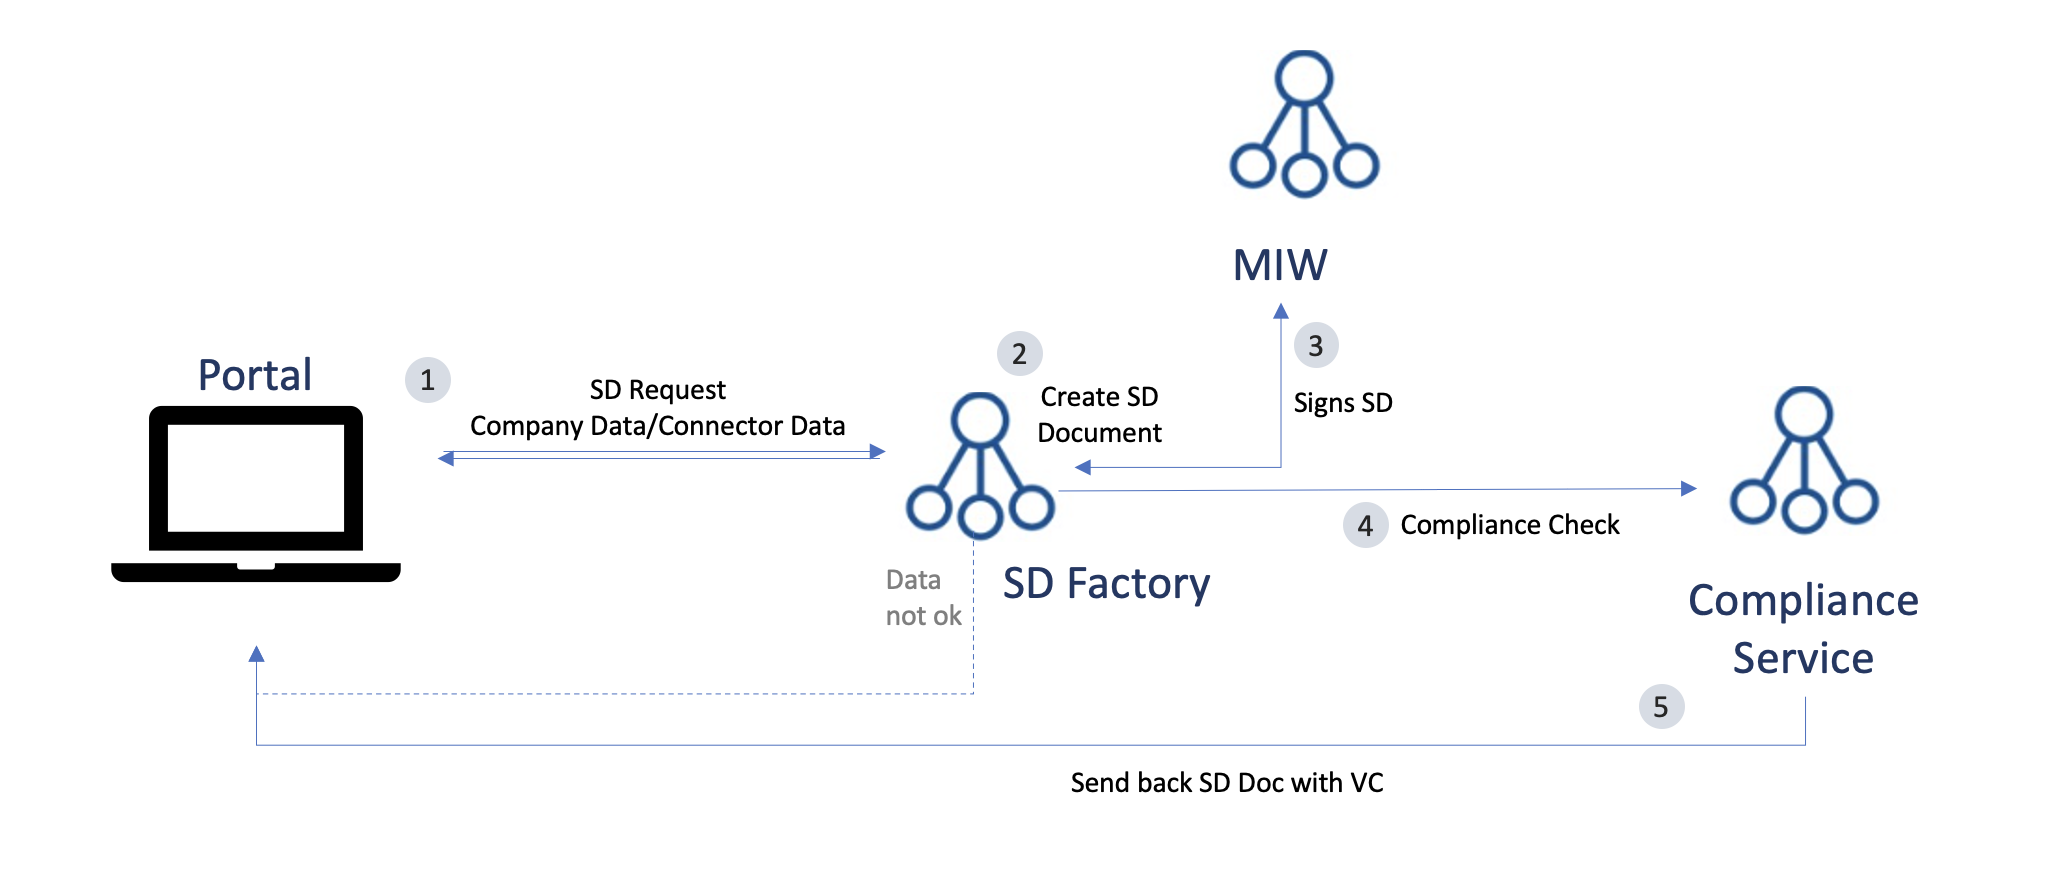 MIW
3
Signs SD
2
Create SD
Document
Portal
1
SD Request
Company Data/Connector Data
4
Compliance Check
Data
not ok
SD Factory
Compliance
Service
5
Send back SD Doc with VC